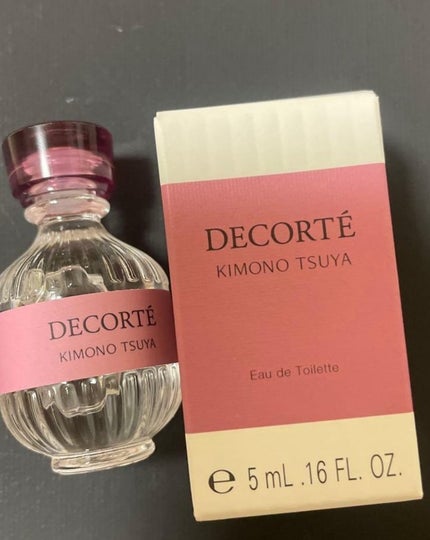 DECORTÉ
KIMONO TSUYA
DECORTÉ
KIMONO TSUYA
Eau de Toilette
℮ 5 mL .16 FL. OZ.